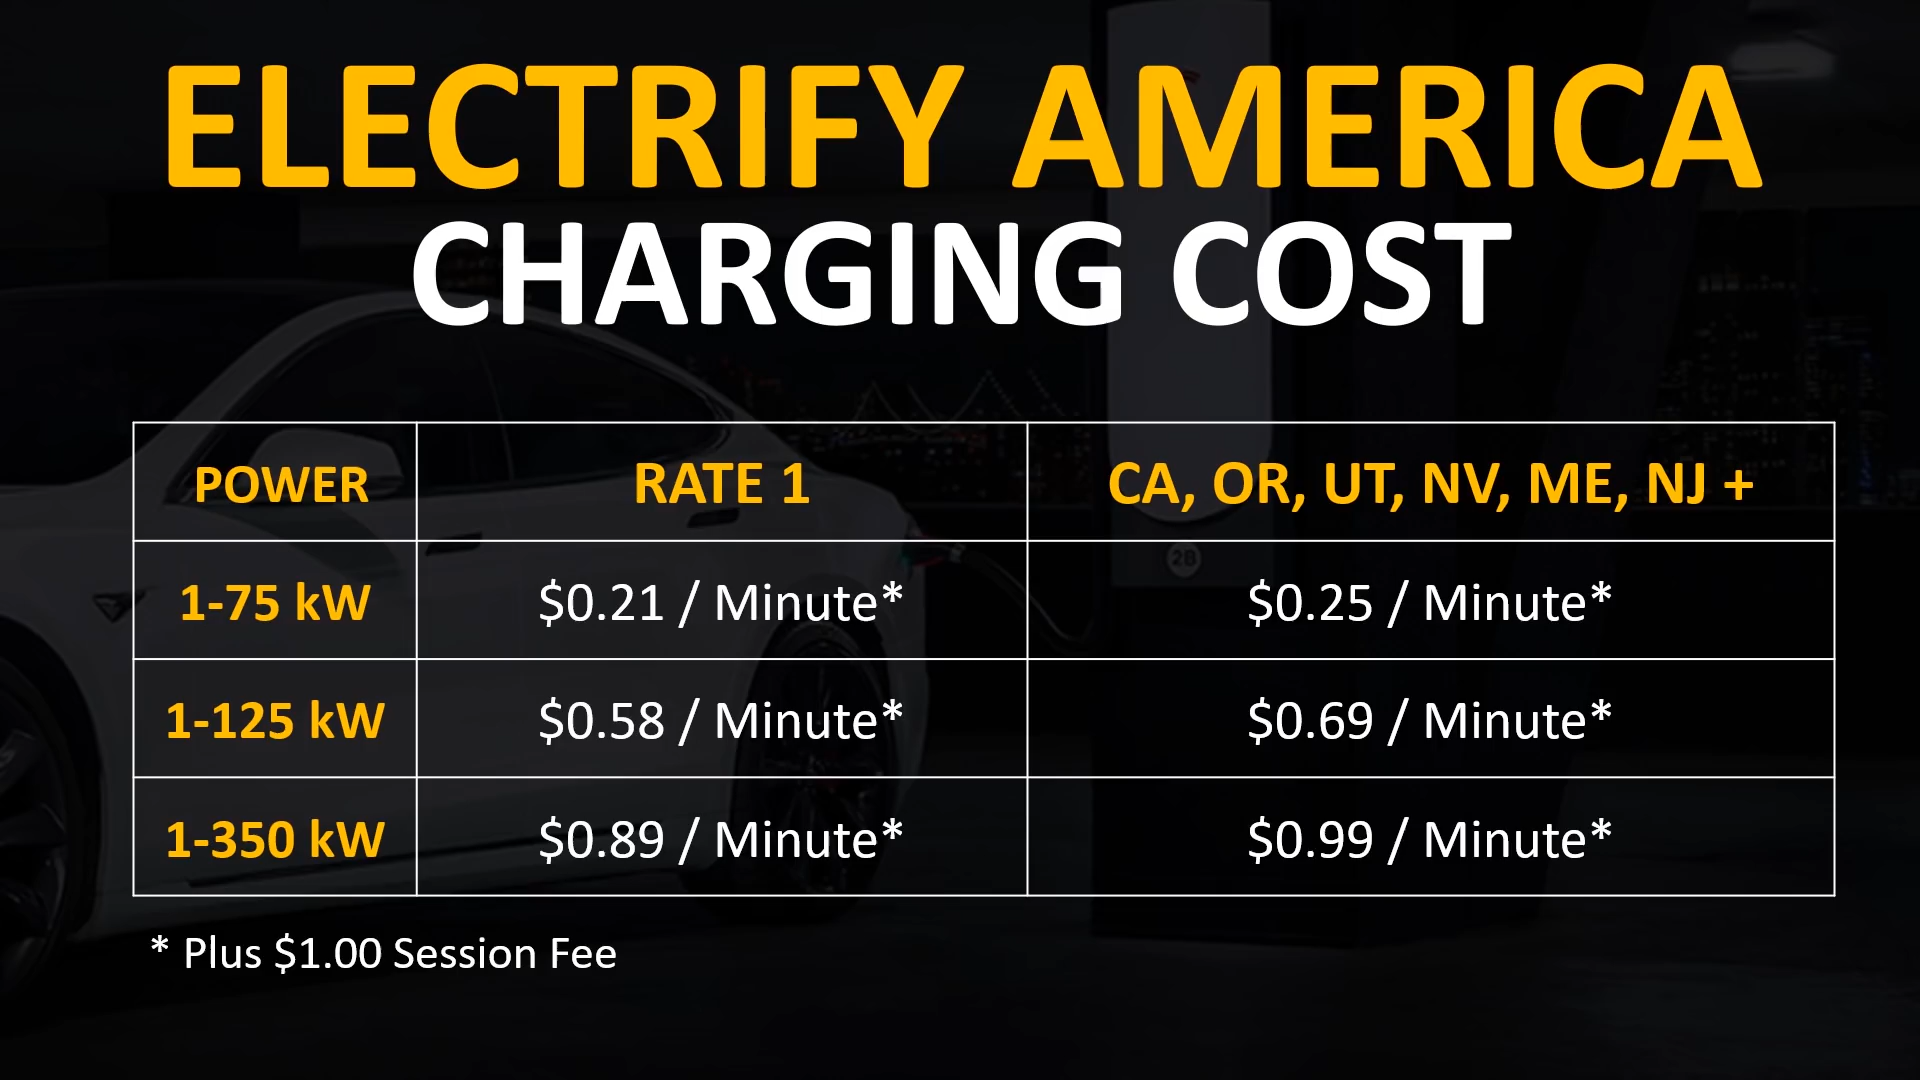 ELECTRIFY AMERICA
CHARGING COST
POWER RATE 1 CA, OR, UT, NV, ME, NJ +
2B
1-75 kW $0.21 / Minute* $0.25 / Minute*
1-125 kW $0.58 / Minute* $0.69 / Minute*
1-350 kW $0.89 / Minute* $0.99 / Minute*
* Plus $1.00 Session Fee